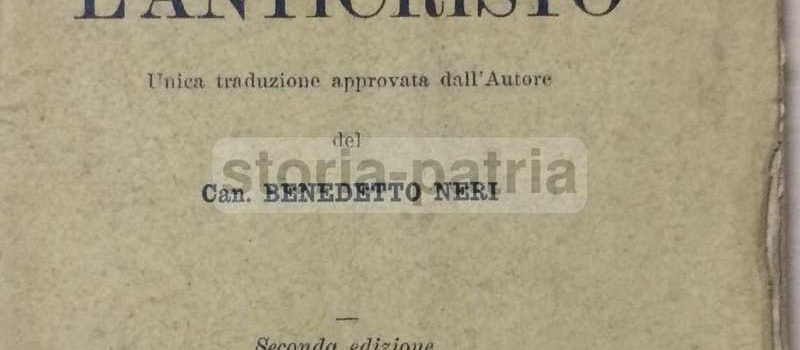 L'ANTICRISTO
Unica traduzione approvata dall'Autore
del
storia-patria
Can. BENEDETTO NERI
Seconda edizione